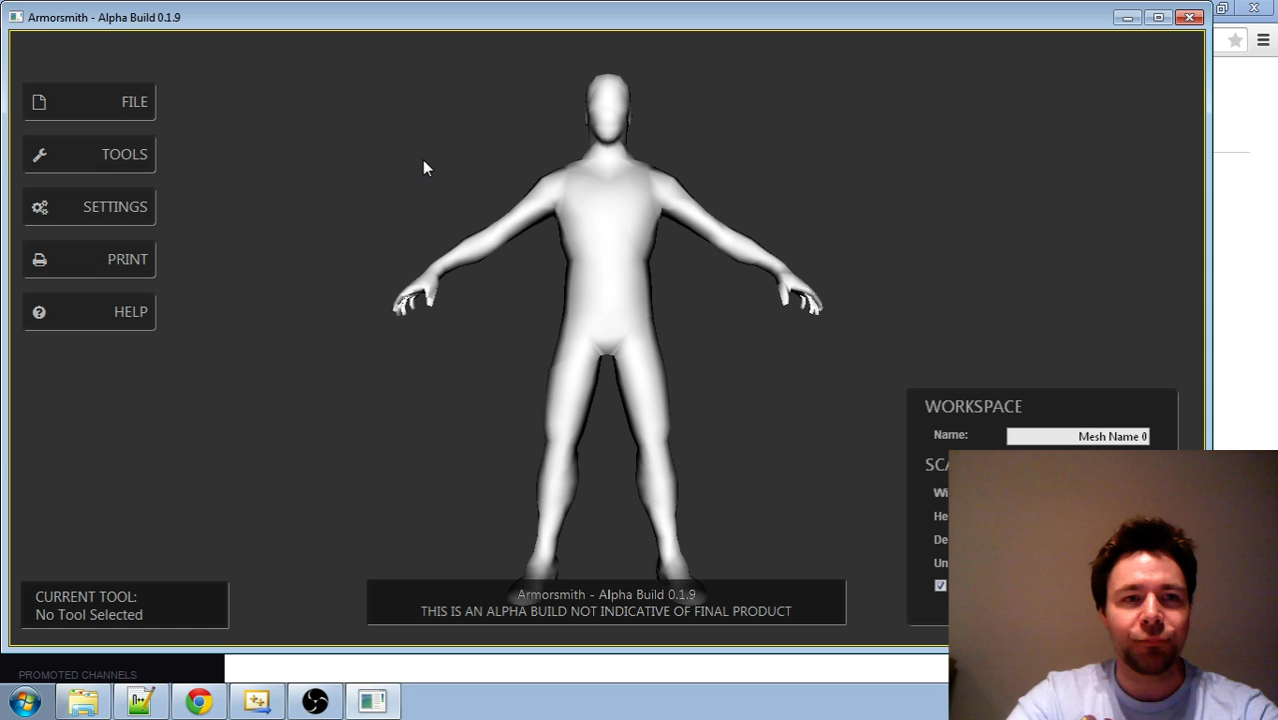 Armorsmith - Alpha Build 0.1.9
FILE
TOOLS
SETTINGS
PRINT
HELP
WORKSPACE
Name:
Mesh Name 0
CURRENT TOOL:
No Tool Selected
Armorsmith - Alpha Build 0.1.9
THIS IS AN ALPHA BUILD NOT INDICATIVE OF FINAL PRODUCT
PROMOTED CHANNELS